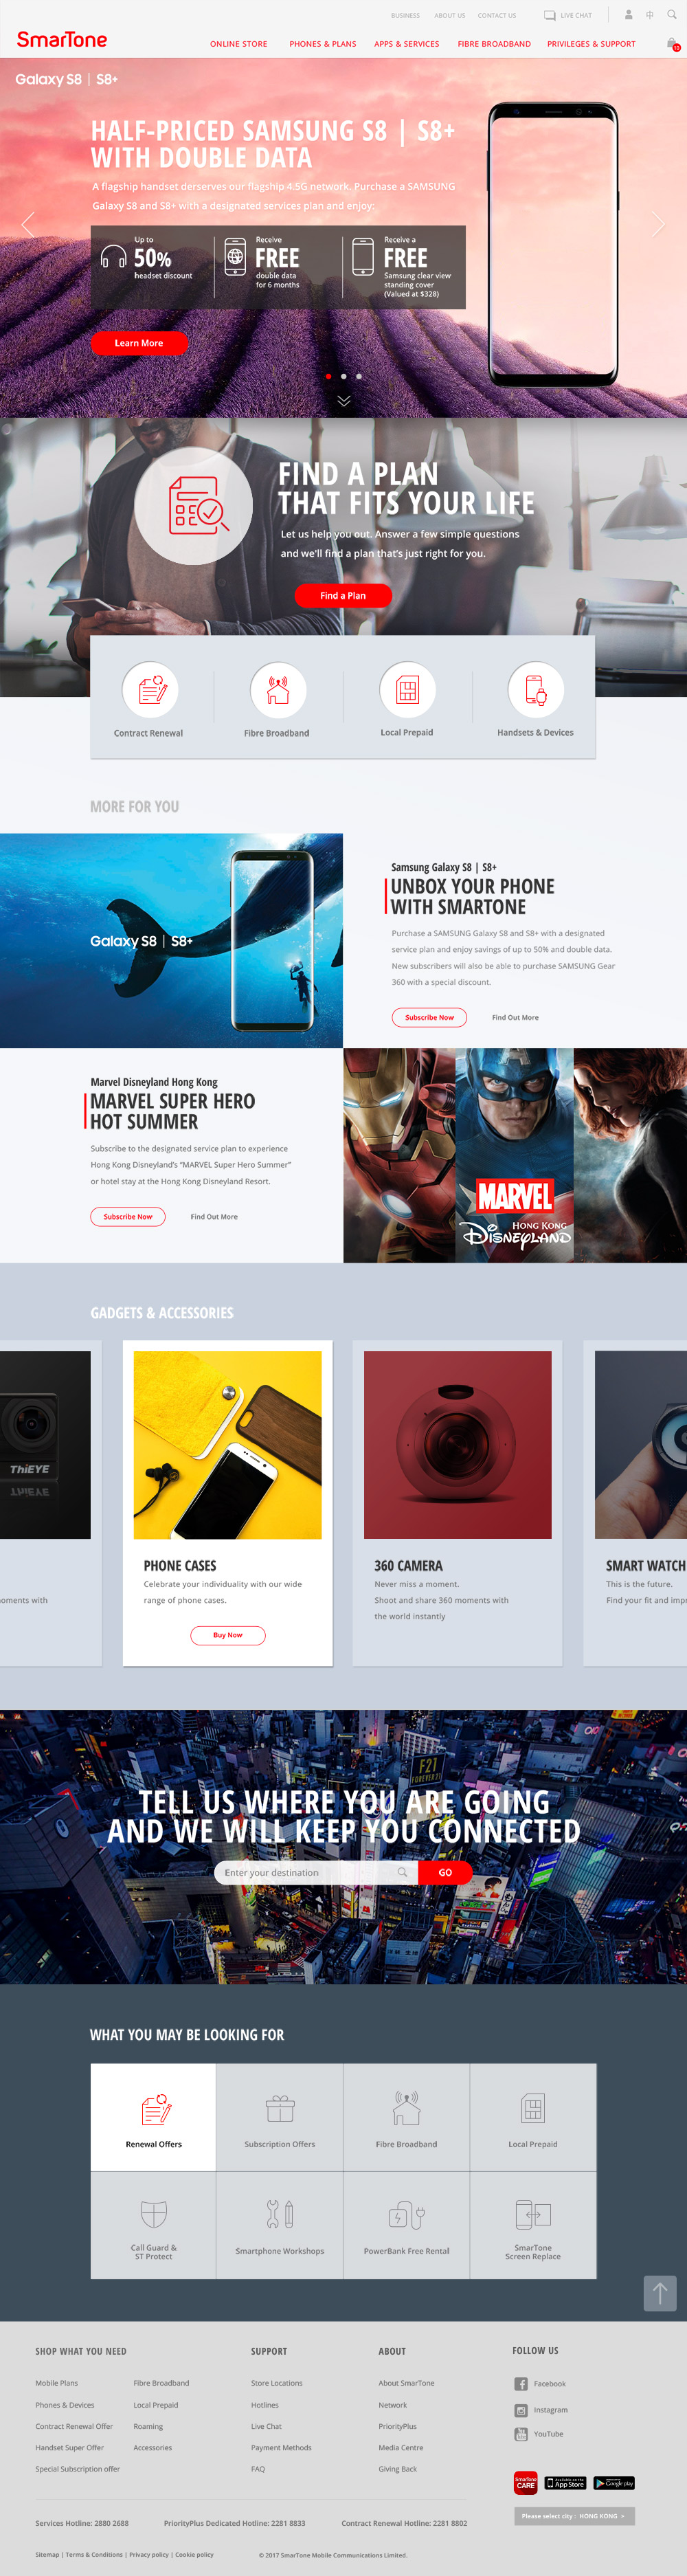 BUSINESS ABOUT US CONTACT US LIVE CHAT 中
SmarTone
ONLINE STORE PHONES & PLANS APPS & SERVICES FIBRE BROADBAND PRIVILEGES & SUPPORT
Galaxy S8 | S8+
HALF-PRICED SAMSUNG S8 | S8+
WITH DOUBLE DATA
A flagship handset derserves our flagship 4.5G network. Purchase a SAMSUNG
Galaxy S8 and S8+ with a designated services plan and enjoy:
Up to
50%
headset discount
Receive
FREE
double data
for 6 months
Receive a
FREE
Samsung clear view
standing cover
(Valued at $328)
Learn More
FIND A PLAN
THAT FITS YOUR LIFE
Let us help you out. Answer a few simple questions
and we'll find a plan that's just right for you.
Find a Plan
Contract Renewal
Fibre Broadband
Local Prepaid
Handsets & Devices
MORE FOR YOU
Galaxy S8 | S8+
Samsung Galaxy S8 | S8+
UNBOX YOUR PHONE
WITH SMARTONE
Purchase a SAMSUNG Galaxy S8 and S8+ with a designated
service plan and enjoy savings of up to 50% and double data.
New subscribers will also be able to purchase SAMSUNG Gear
360 with a special discount.
Subscribe Now Find Out More
Marvel Disneyland Hong Kong
MARVEL SUPER HERO
HOT SUMMER
Subscribe to the designated service plan to experience
Hong Kong Disneyland's "MARVEL Super Hero Summer"
or hotel stay at the Hong Kong Disneyland Resort.
Subscribe Now Find Out More
MARVEL
HONG KONG
DISNEYLAND
GADGETS & ACCESSORIES
ThiEYE
oments with
PHONE CASES
Celebrate your individuality with our wide
range of phone cases.
Buy Now
360 CAMERA
Never miss a moment.
Shoot and share 360 moments with
the world instantly
SMART WATCH
This is the future.
Find your fit and impr
F21
FOREVER 21
TELL US WHERE YOU ARE GOING
AND WE WILL KEEP YOU CONNECTED
Enter your destination GO
WHAT YOU MAY BE LOOKING FOR
Renewal Offers
Subscription Offers
Fibre Broadband
Local Prepaid
Call Guard &
ST Protect
Smartphone Workshops
PowerBank Free Rental
SmarTone
Screen Replace
SHOP WHAT YOU NEED
Mobile Plans
Phones & Devices
Contract Renewal Offer
Handset Super Offer
Special Subscription offer
Fibre Broadband
Local Prepaid
Roaming
Accessories
SUPPORT
Store Locations
Hotlines
Live Chat
Payment Methods
FAQ
ABOUT
About SmarTone
Network
PriorityPlus
Media Centre
Giving Back
FOLLOW US
Facebook
Instagram
YouTube
SmarTone
CARE
Available on the
App Store
Google play
Please select city : HONG KONG >
Services Hotline: 2880 2688 PriorityPlus Dedicated Hotline: 2281 8833 Contract Renewal Hotline: 2281 8802
Sitemap | Terms & Conditions | Privacy policy | Cookie policy © 2017 SmarTone Mobile Communications Limited.